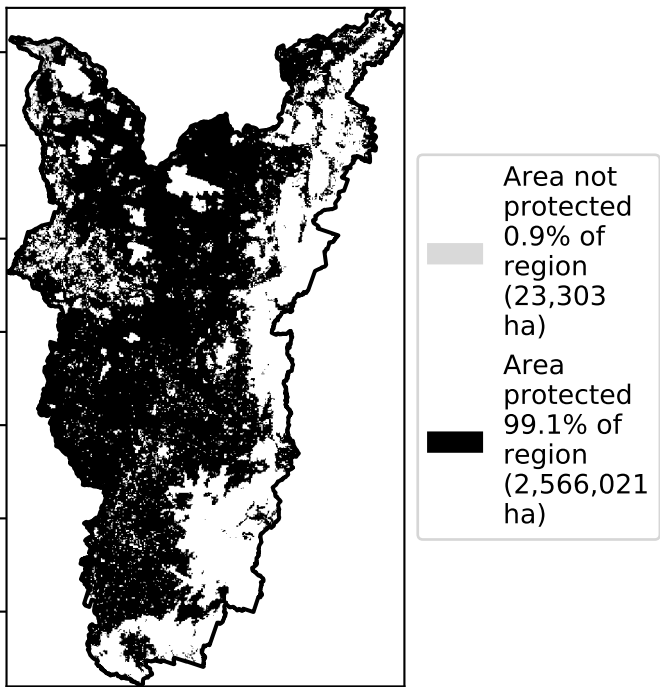 Area not
protected
0.9% of
region
(23,303
ha)
Area
protected
99.1% of
region
(2,566,021
ha)